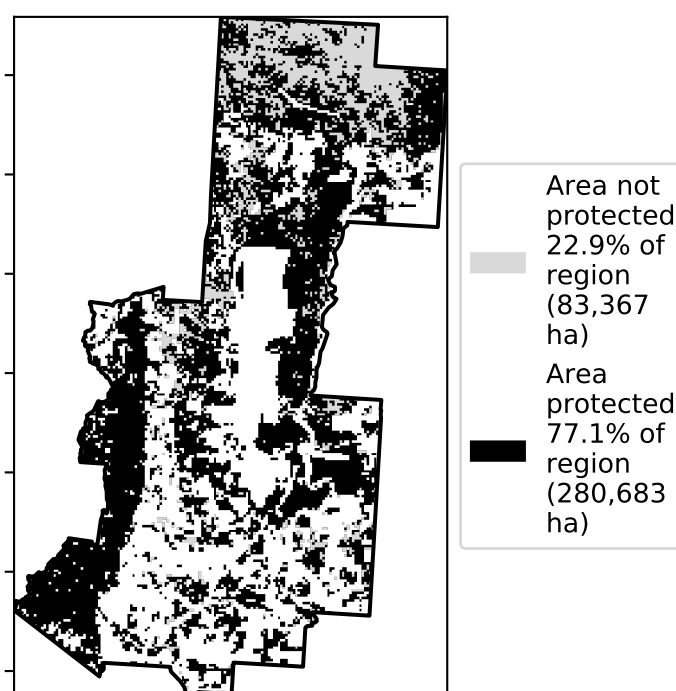 Area not
protected
22.9% of
region
(83,367
ha)
Area
protected
77.1% of
region
(280,683
ha)